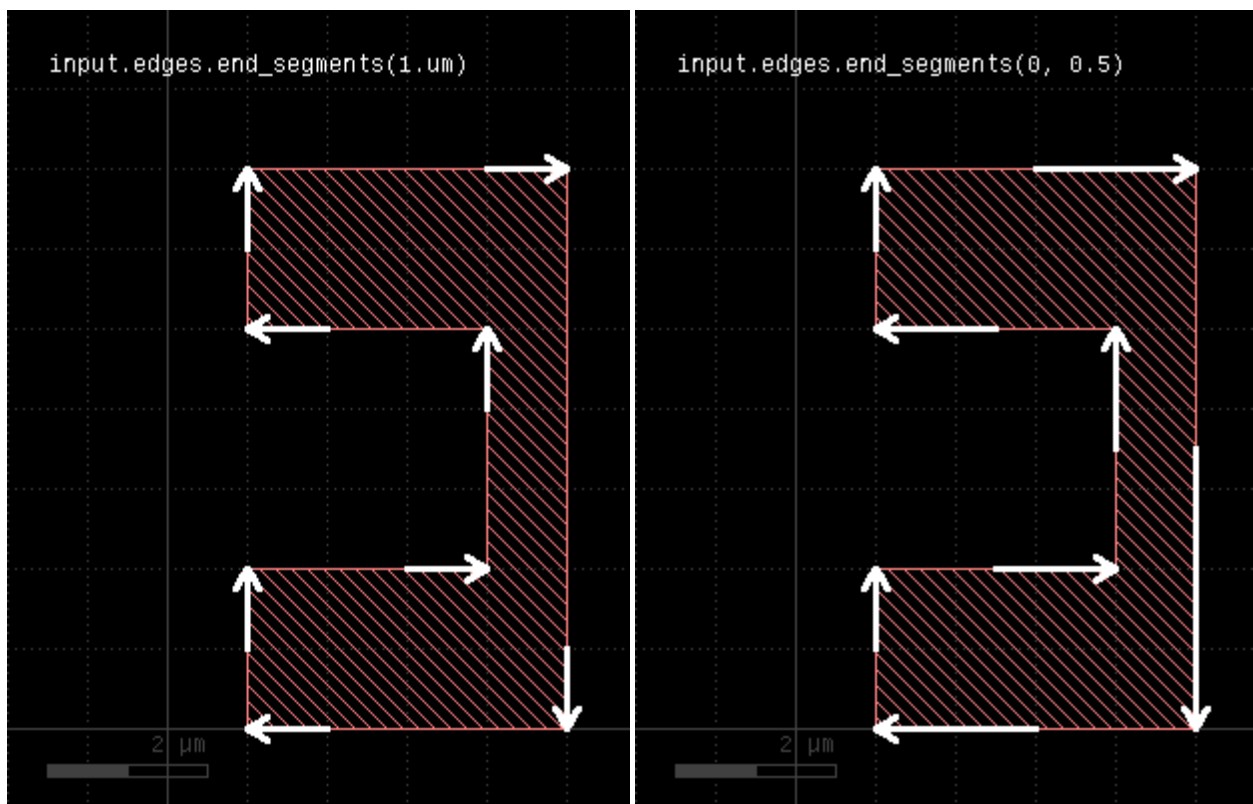 input.edges.end_segments(1.um)
2 µm
input.edges.end_segments(0, 0.5)
2 µm